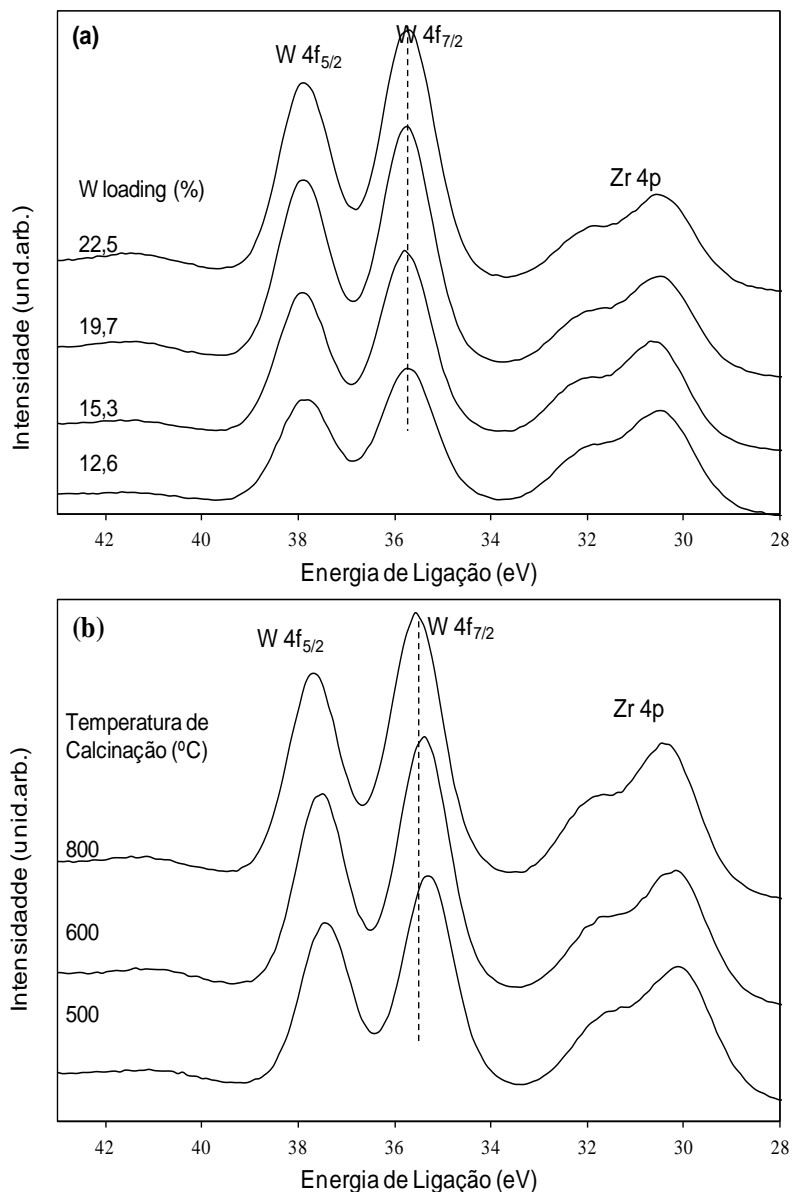 (a)
W 4f5/2
W 4f7/2
Zr 4p
W loading (%)
22,5
19,7
15,3
12,6
Intensidade (und.arb.)
42 40 38 36 34 32 30 28
Energia de Ligação (eV)
(b)
W 4f5/2
W 4f7/2
Zr 4p
Temperatura de
Calcinação (ºC)
800
600
500
Intensidadde (unid.arb.)
42 40 38 36 34 32 30 28
Energia de Ligação (eV)